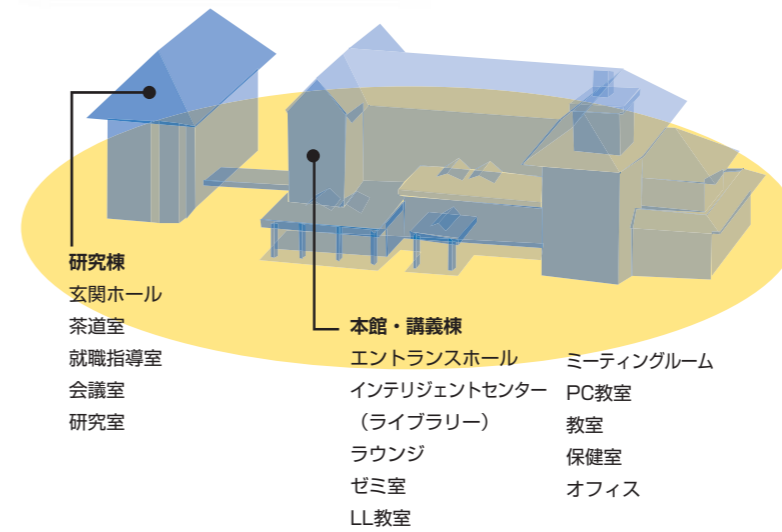 研究棟
玄関ホール
茶道室
就職指導室
会議室
研究室
本館・講義棟
エントランスホール
インテリジェントセンター
（ライブラリー）
ラウンジ
ゼミ室
LL教室
ミーティングルーム
PC教室
教室
保健室
オフィス